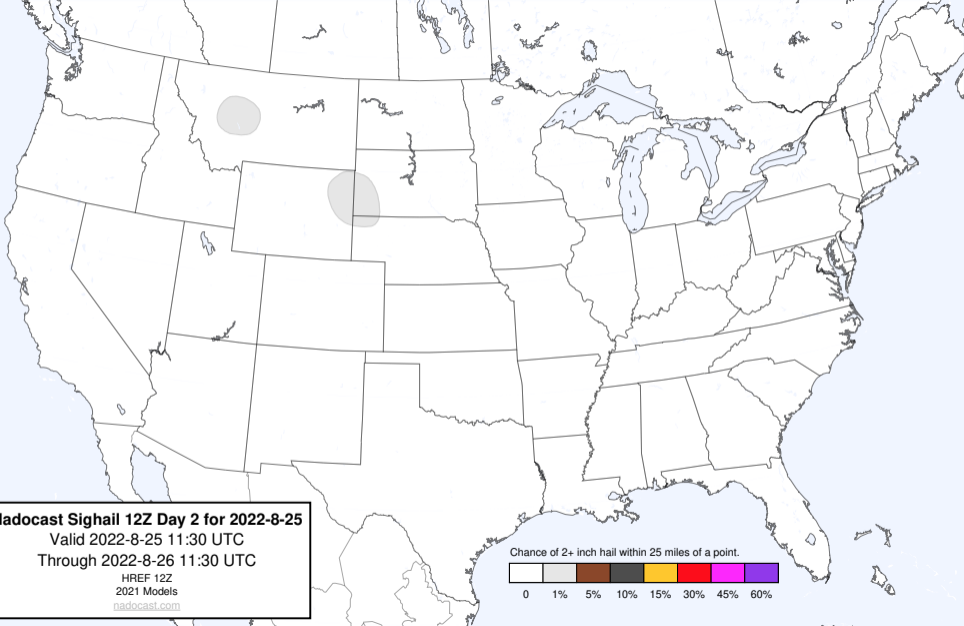 adocast Sighail 12Z Day 2 for 2022-8-25
Valid 2022-8-25 11:30 UTC
Through 2022-8-26 11:30 UTC
HREF 12Z
2021 Models
nadocast.com
Chance of 2+ inch hail within 25 miles of a point.
0 1% 5% 10% 15% 30% 45% 60%